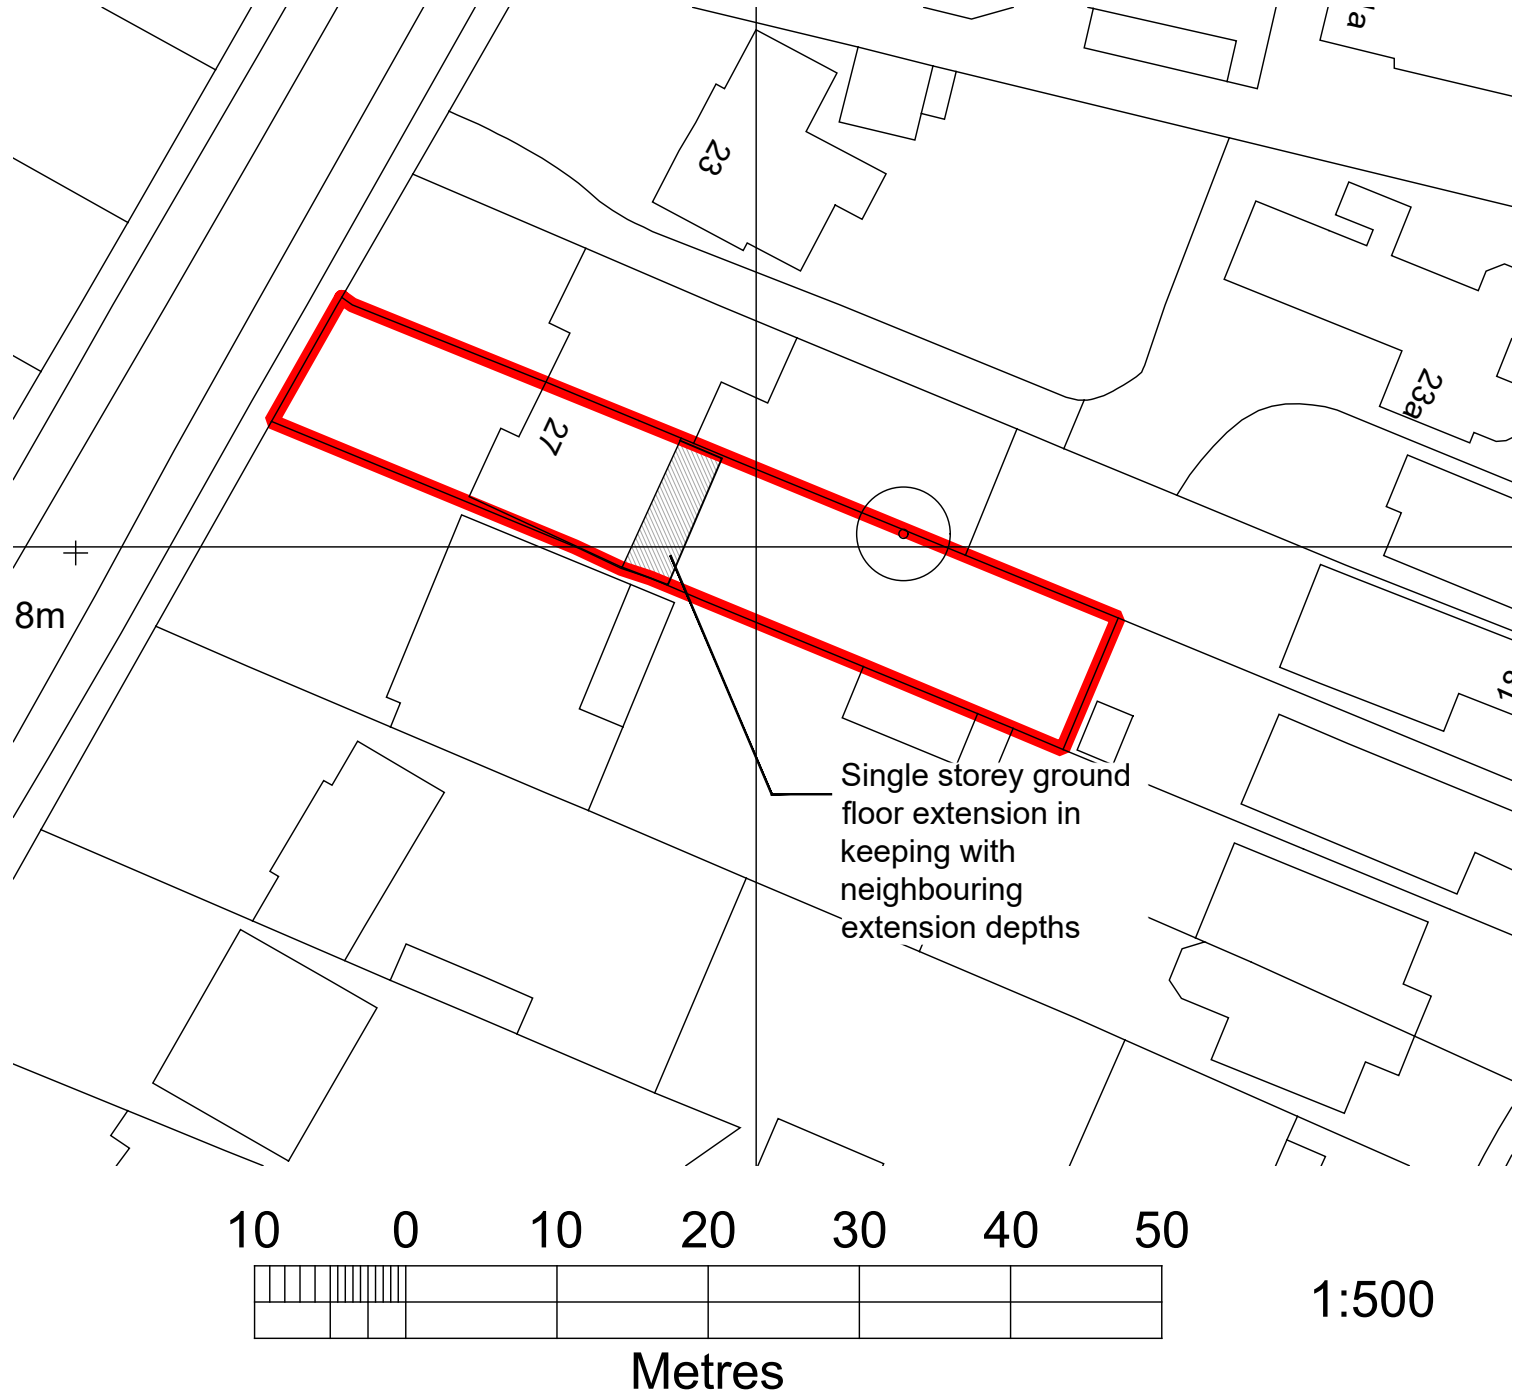 23
23a
27
8m
Single storey ground
floor extension in
keeping with
neighbouring
extension depths
10 0 10 20 30 40 50
1:500
Metres